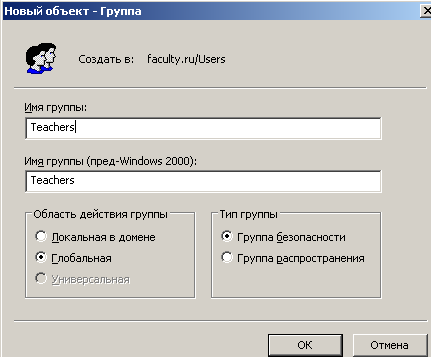 Новый объект - Группа
Создать в: faculty.ru/Users
Имя группы:
Teachers
Имя группы (пред-Windows 2000):
Teachers
Область действия группы
Локальная в домене
Глобальная
Универсальная
Тип группы
Группа безопасности
Группа распространения
OK
Отмена